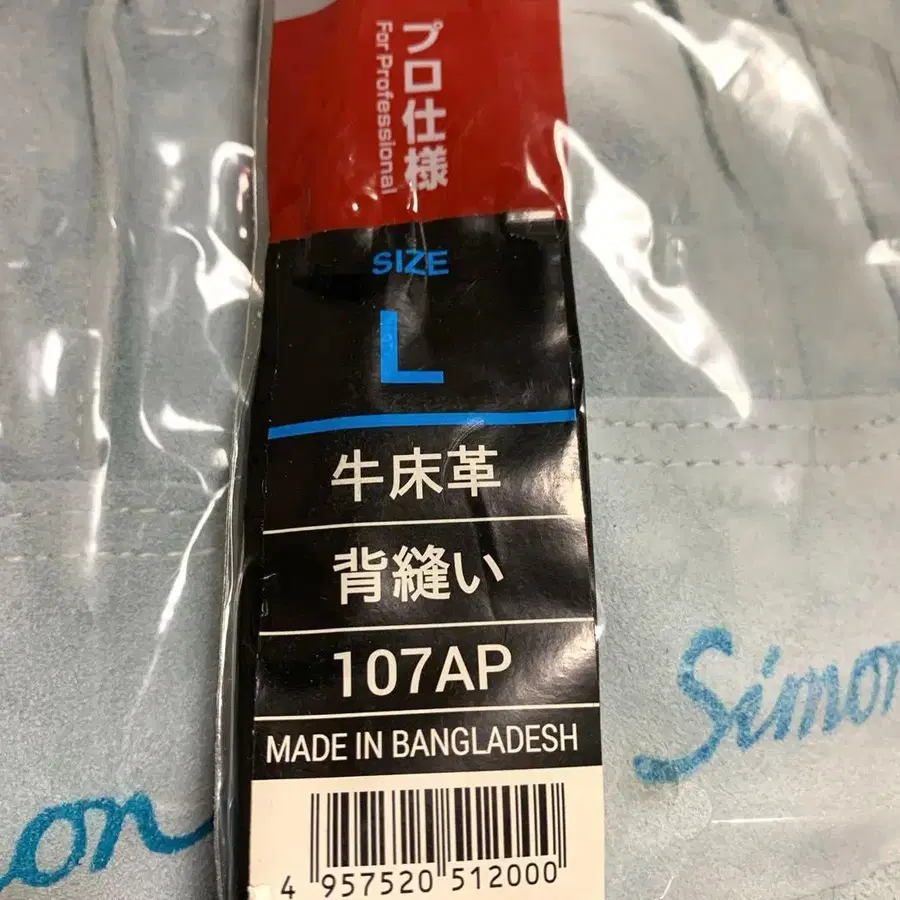 プロ仕様
For Professional
SIZE
L
牛床革
背縫い
107AP
MADE IN BANGLADESH
4 957520 512000
Simon
on